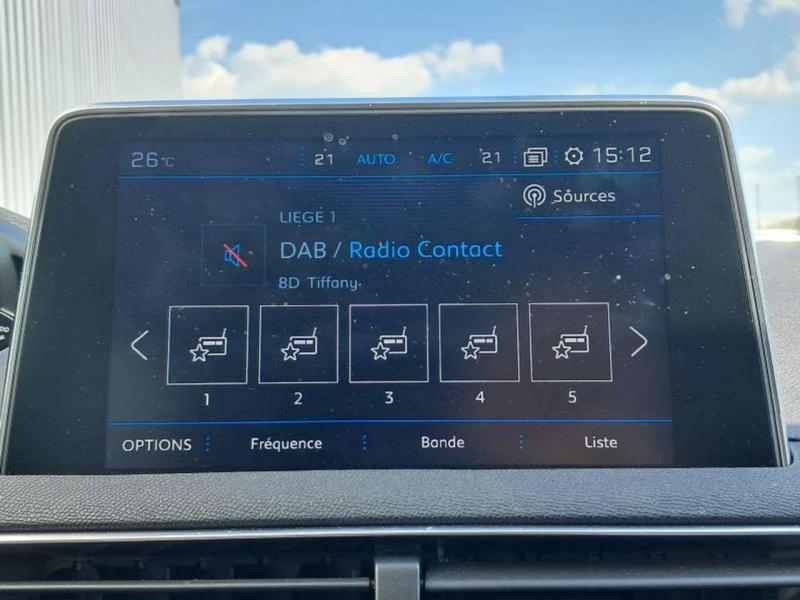 26°C 21 AUTO A/C 21 15:12
Sources
LIEGE 1
DAB / Radio Contact
8D Tiffany.
1 2 3 4 5
OPTIONS Fréquence Bande Liste